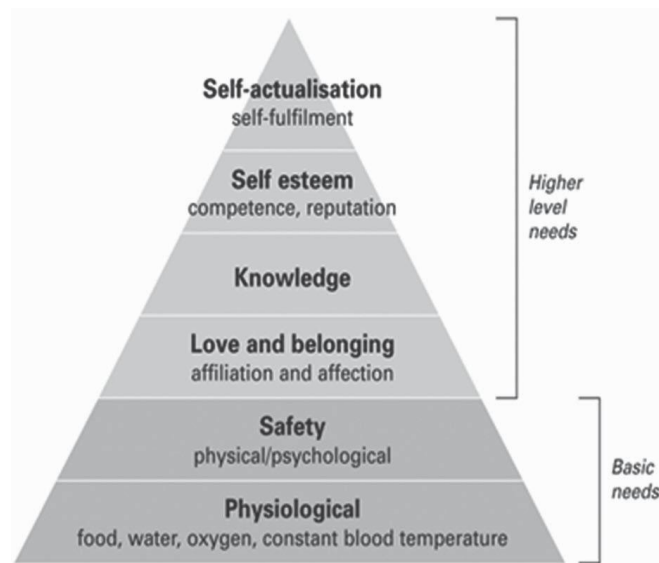 Self-actualisation
self-fulfilment
Self esteem
competence, reputation
Higher
level
needs
Knowledge
Love and belonging
affiliation and affection
Safety
physical/psychological
Basic
needs
Physiological
food, water, oxygen, constant blood temperature